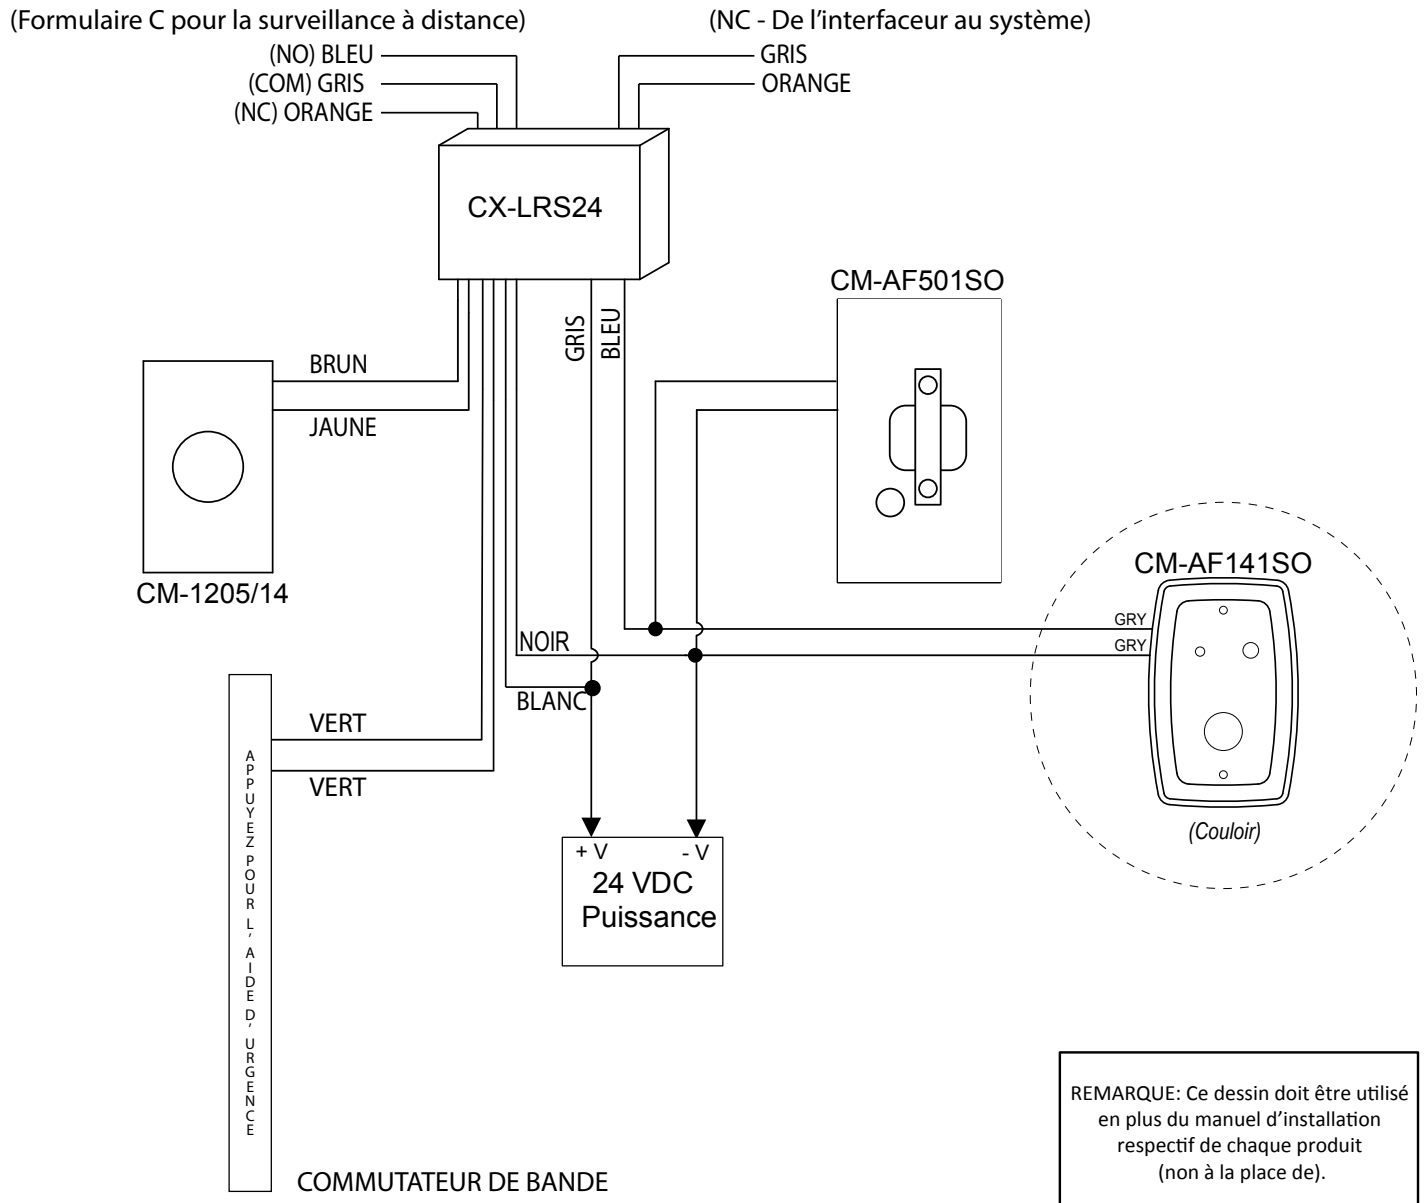 (Formulaire C pour la surveillance à distance)
(NC - De l’interfaceur au système)
(NO) BLEU
(COM) GRIS
(NC) ORANGE
GRIS
ORANGE
CX-LRS24
CM-AF501SO
GRIS
BLEU
BRUN
JAUNE
CM-1205/14
CM-AF141SO
GRY
GRY
NOIR
BLANC
VERT
VERT
(Couloir)
+ V
- V
24 VDC
Puissance
APPUYEZ POUR L’AIDE D’URGENCE
COMMUTATEUR DE BANDE
REMARQUE: Ce dessin doit être utilisé
en plus du manuel d’installation
respectif de chaque produit
(non à la place de).